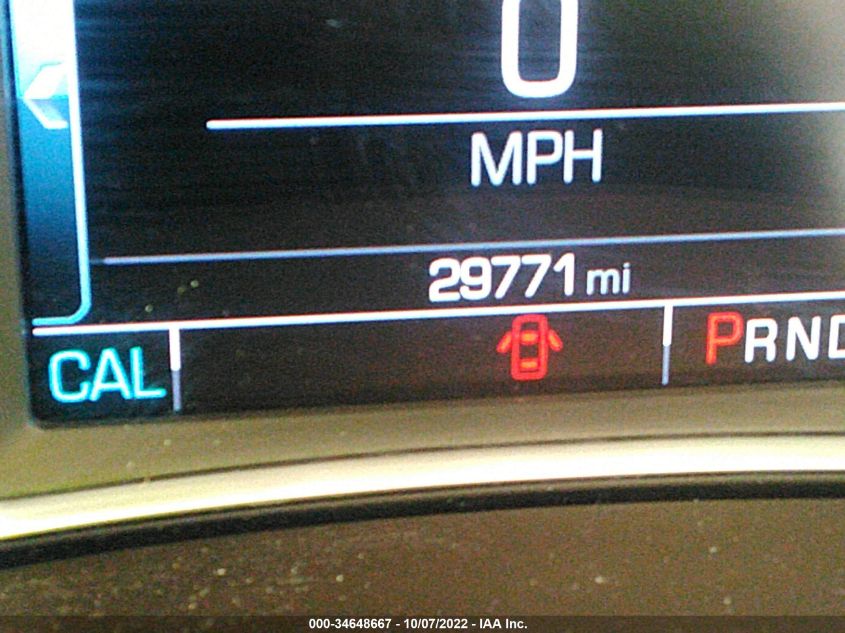 0
MPH
29771 mi
CAL PRND
000-34648667 - 10/07/2022 - IAA Inc.